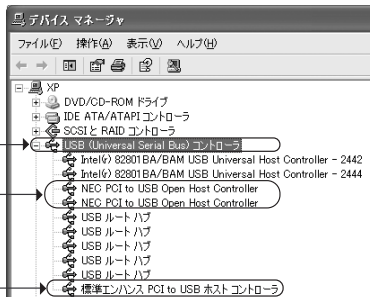 デバイス マネージャ
ファイル(F) 操作(A) 表示(V) ヘルプ(H)
XP
DVD/CD-ROM ドライブ
IDE ATA/ATAPI コントローラ
SCSI と RAID コントローラ
USB (Universal Serial Bus) コントローラ
Intel(r) 82801BA/BAM USB Universal Host Controller - 2442
Intel(r) 82801BA/BAM USB Universal Host Controller - 2444
NEC PCI to USB Open Host Controller
NEC PCI to USB Open Host Controller
USB ルート ハブ
USB ルート ハブ
USB ルート ハブ
USB ルート ハブ
USB ルート ハブ
標準エンハンス PCI to USB ホスト コントローラ